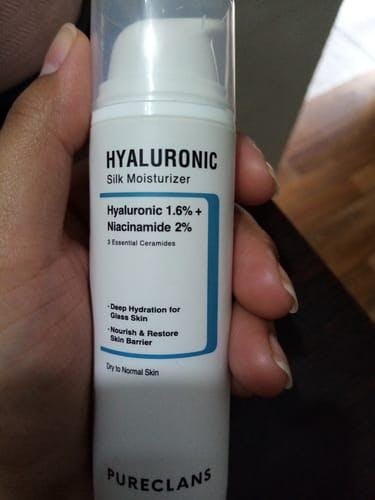 HYALURONIC
Silk Moisturizer
Hyaluronic 1.6% +
Niacinamide 2%
3 Essential Ceramides
·Deep Hydration for
Glass Skin
·Nourish & Restore
Skin Barrier
Dry to Normal Skin
PURECLANS